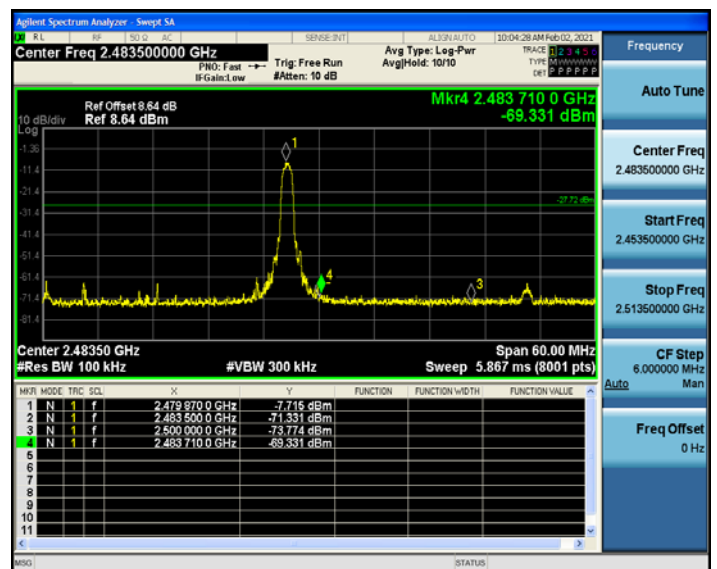 Agilent Spectrum Analyzer - Swept SA
RL RF 50 Ω AC SENSE:INT ALIGN AUTO 10:04:28 AM Feb 02, 2021
Center Freq 2.483500000 GHz
PNO: Fast
IFGain:Low
Trig: Free Run
#Atten: 10 dB
Avg Type: Log-Pwr
Avg|Hold: 10/10
TRACE 1 2 3 4 5 6
TYPE M W W W W W
DET P P P P P P
Frequency
Auto Tune
Center Freq
2.483500000 GHz
Start Freq
2.453500000 GHz
Stop Freq
2.513500000 GHz
CF Step
6.000000 MHz
Auto Man
Freq Offset
0 Hz
Mkr4 2.483 710 0 GHz
-69.331 dBm
Ref Offset 8.64 dB
10 dB/div Ref 8.64 dBm
Log
-1.36
-11.4
-21.4
-31.4
-41.4
-51.4
-61.4
-71.4
-81.4
1
-27.72 dBm
4
3
Center 2.48350 GHz Span 60.00 MHz
#Res BW 100 kHz #VBW 300 kHz Sweep 5.867 ms (8001 pts)
MKR MODE TRC SCL X Y FUNCTION FUNCTION WIDTH FUNCTION VALUE
1 N 1 f 2.479 870 0 GHz -7.715 dBm
2 N 1 f 2.483 500 0 GHz -71.331 dBm
3 N 1 f 2.500 000 0 GHz -73.774 dBm
4 N 1 f 2.483 710 0 GHz -69.331 dBm
5
6
7
8
9
10
11
MSG STATUS